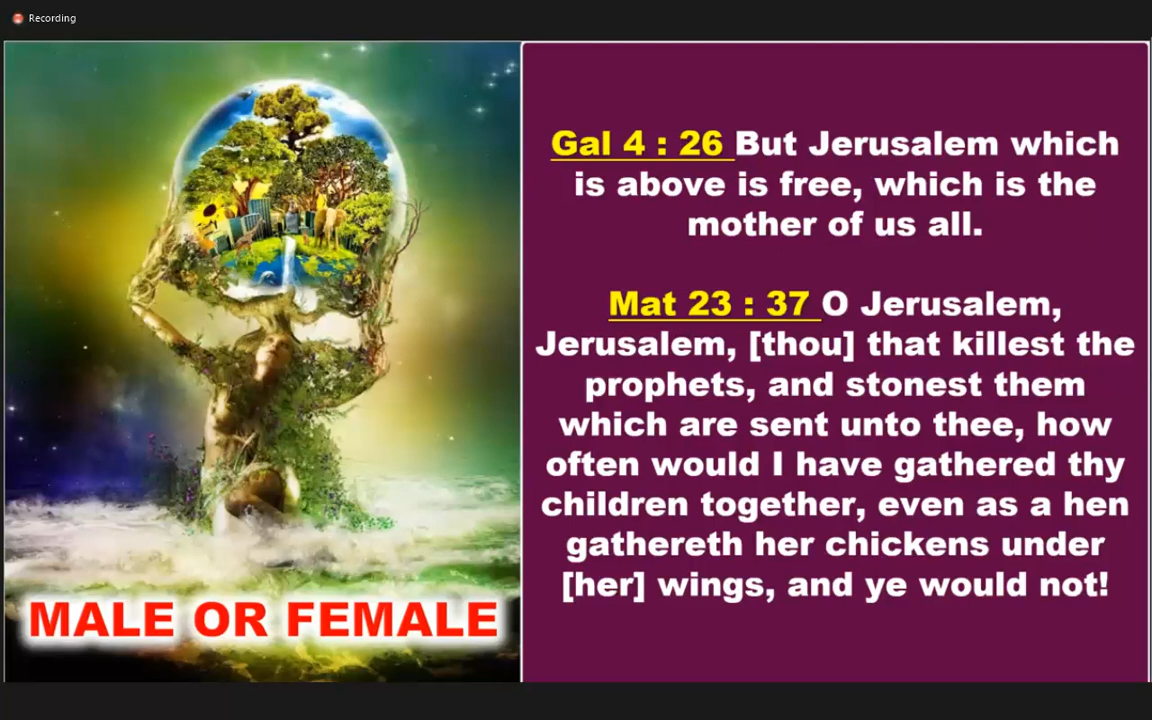 Recording
Gal 4 : 26 But Jerusalem which
is above is free, which is the
mother of us all.
Mat 23 : 37 O Jerusalem,
Jerusalem, [thou] that killest the
prophets, and stonest them
which are sent unto thee, how
often would I have gathered thy
children together, even as a hen
gathereth her chickens under
[her] wings, and ye would not!
MALE OR FEMALE